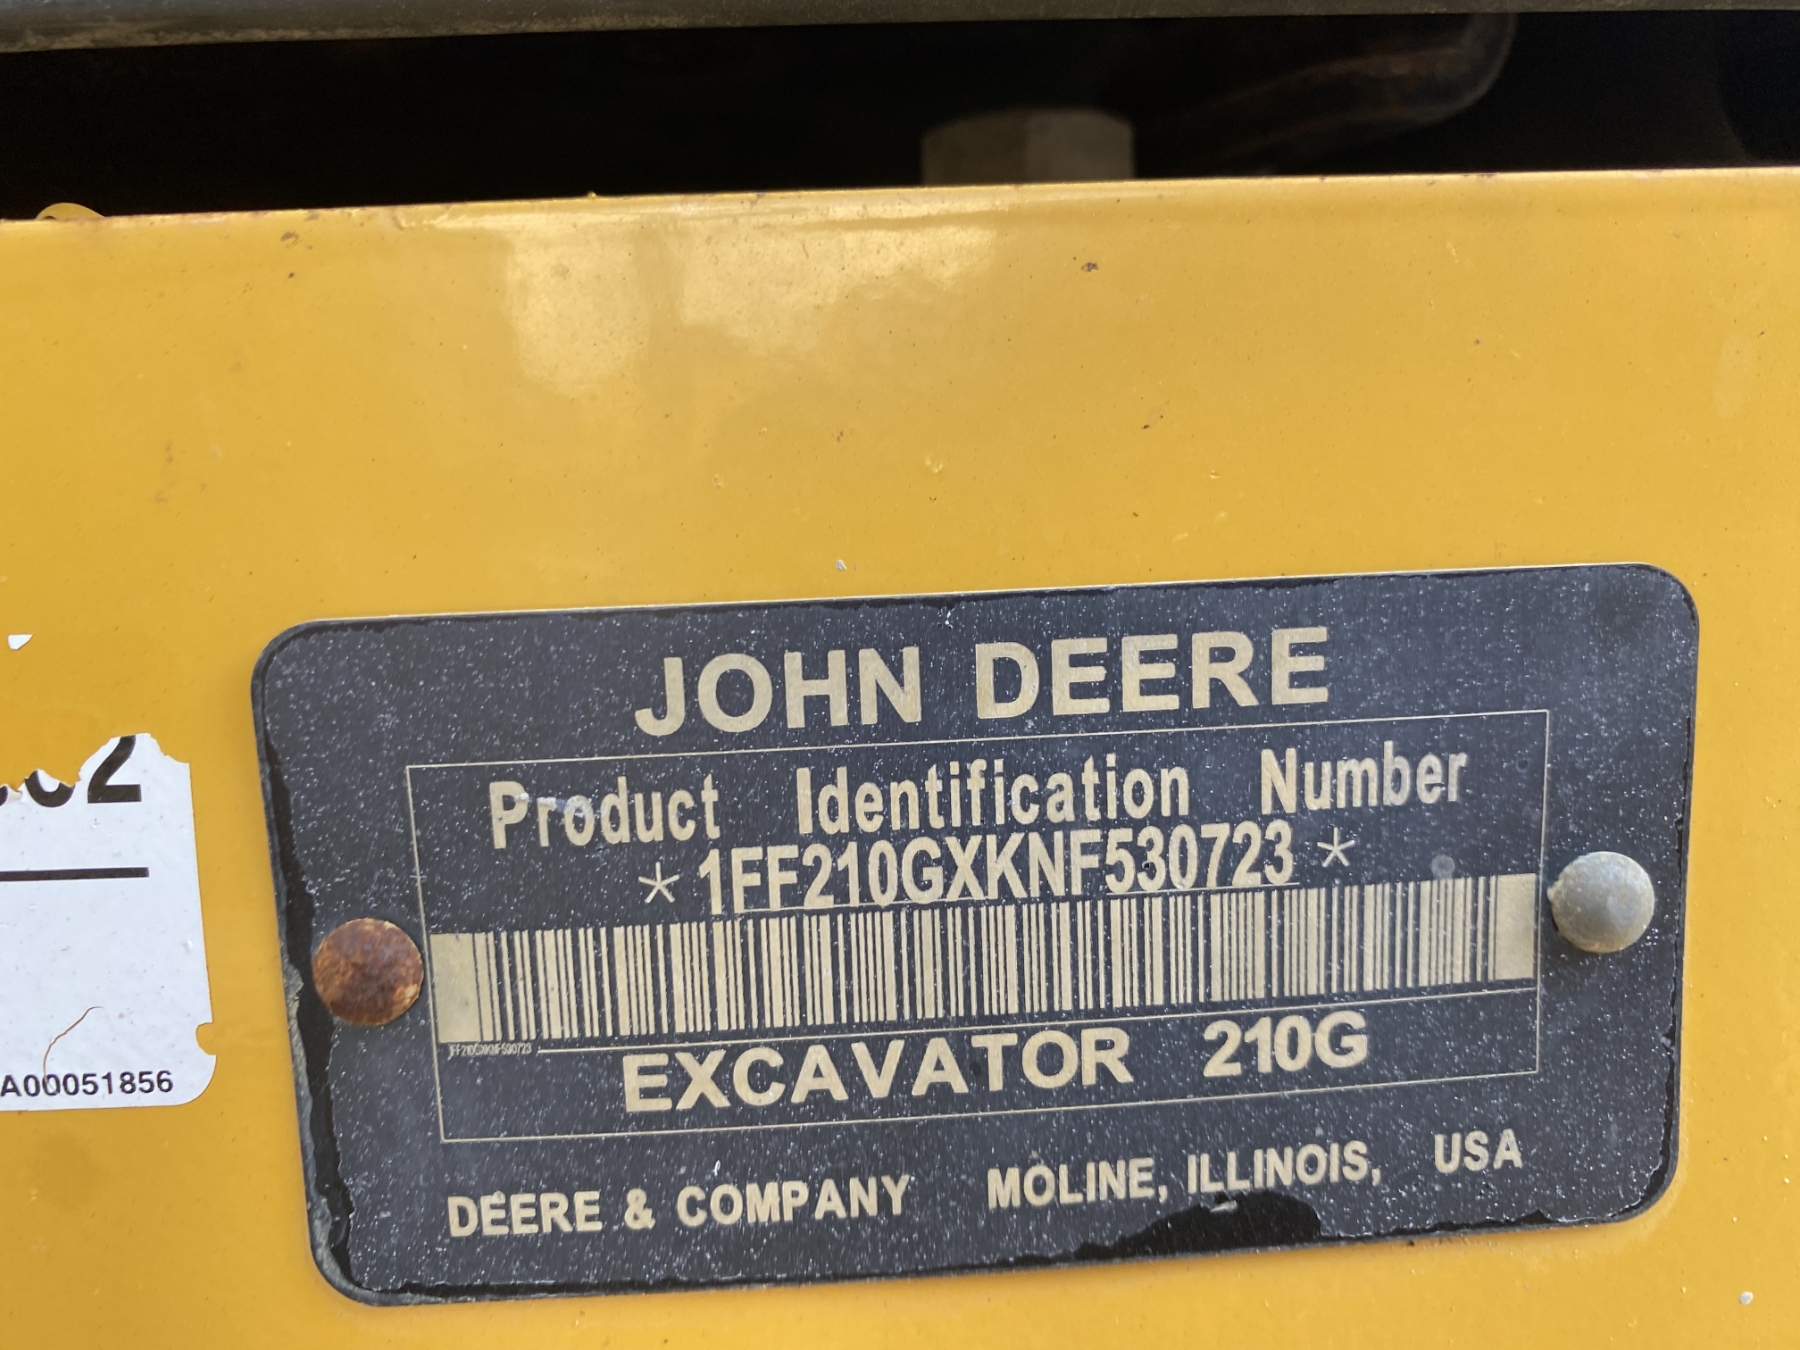 JOHN DEERE
Product Identification Number
*1FF210GXKNF530723*
1FF210GXKNF530723
EXCAVATOR 210G
DEERE & COMPANY MOLINE, ILLINOIS, USA
A00051856